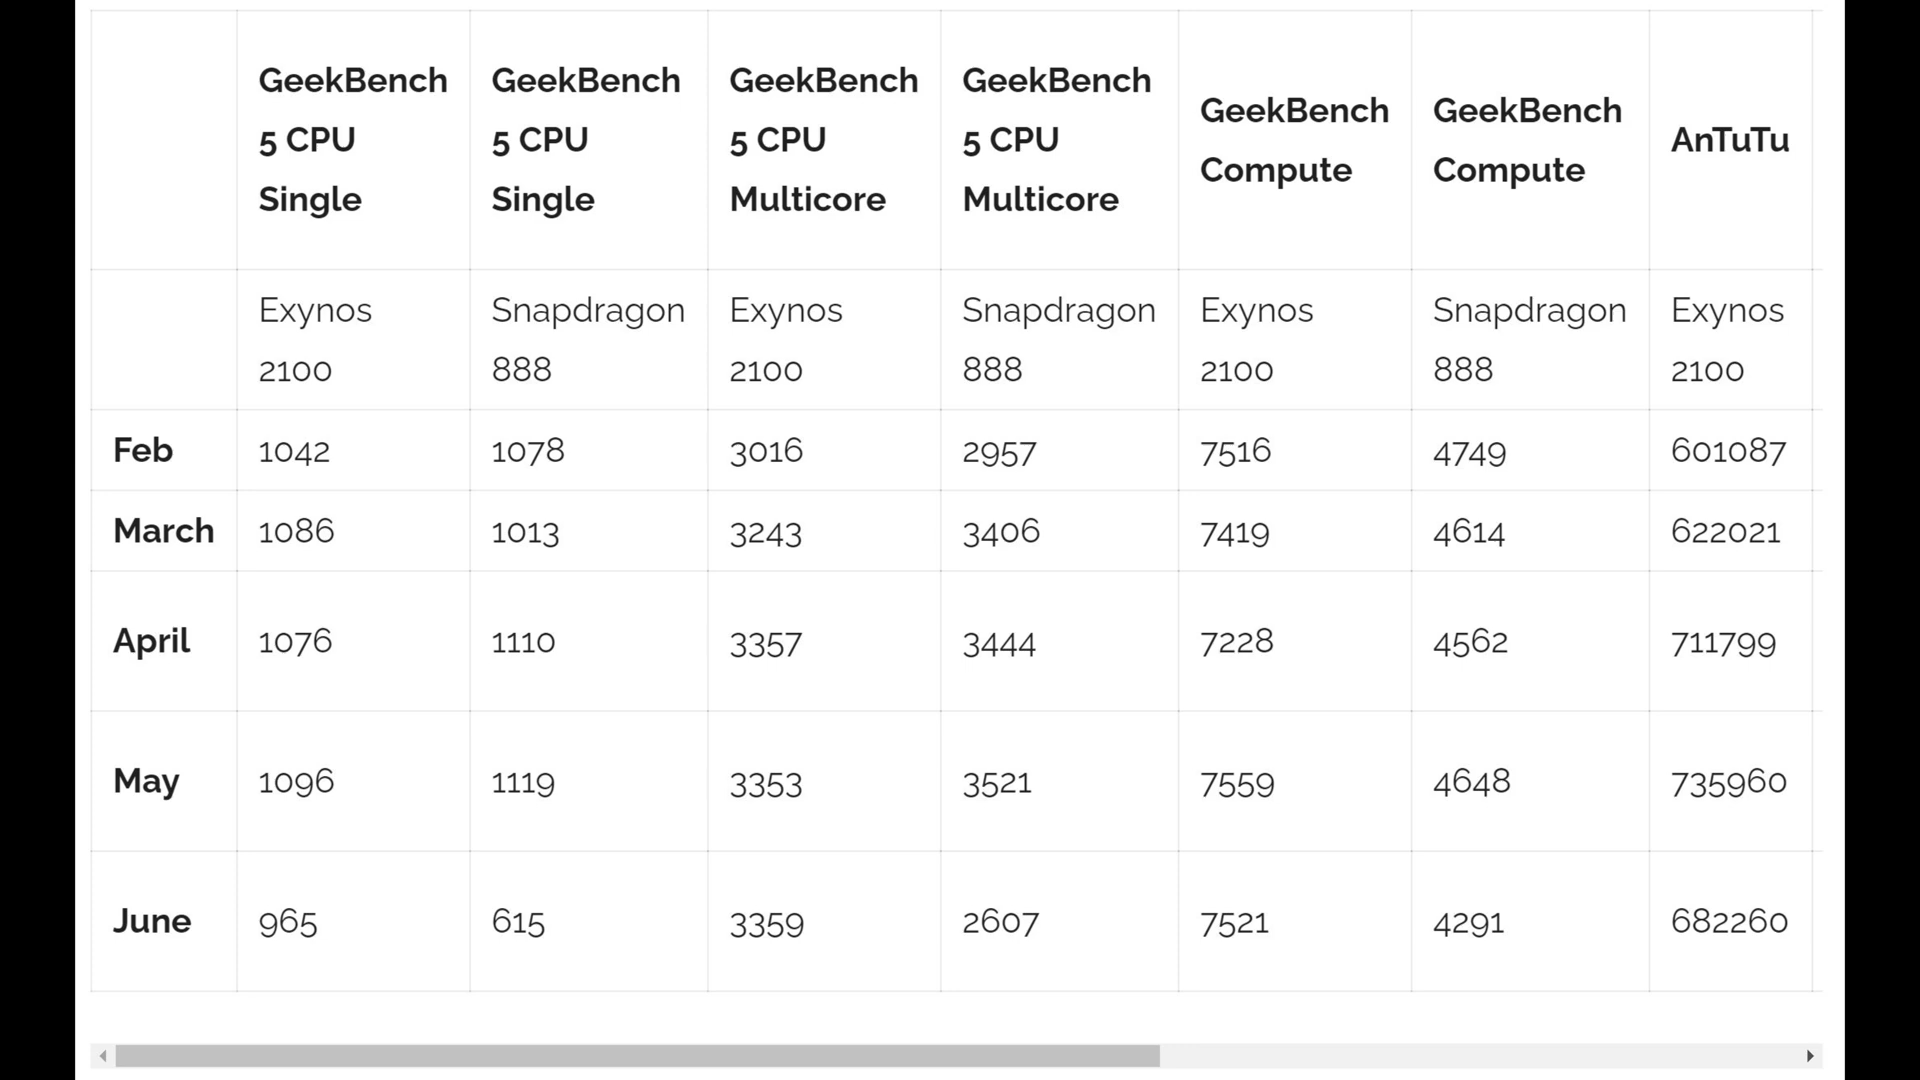 GeekBench 5 CPU Single GeekBench 5 CPU Single GeekBench 5 CPU Multicore GeekBench 5 CPU Multicore GeekBench Compute GeekBench Compute AnTuTu
Exynos 2100 Snapdragon 888 Exynos 2100 Snapdragon 888 Exynos 2100 Snapdragon 888 Exynos 2100
Feb 1042 1078 3016 2957 7516 4749 601087
March 1086 1013 3243 3406 7419 4614 622021
April 1076 1110 3357 3444 7228 4562 711799
May 1096 1119 3353 3521 7559 4648 735960
June 965 615 3359 2607 7521 4291 682260